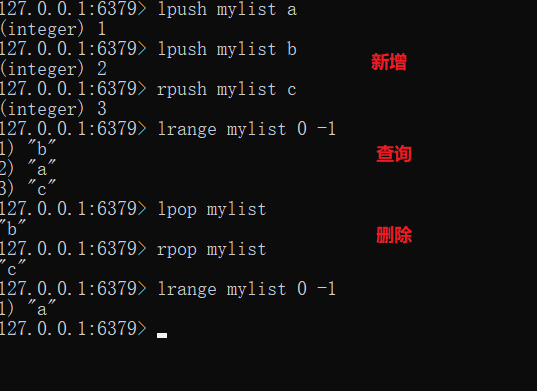 127.0.0.1:6379> lpush mylist a
(integer) 1
127.0.0.1:6379> lpush mylist b
新增
(integer) 2
127.0.0.1:6379> rpush mylist c
(integer) 3
127.0.0.1:6379> lrange mylist 0 -1
1) "b"
查询
2) "a"
3) "c"
127.0.0.1:6379> lpop mylist
"b"
删除
127.0.0.1:6379> rpop mylist
"c"
127.0.0.1:6379> lrange mylist 0 -1
1) "a"
127.0.0.1:6379>